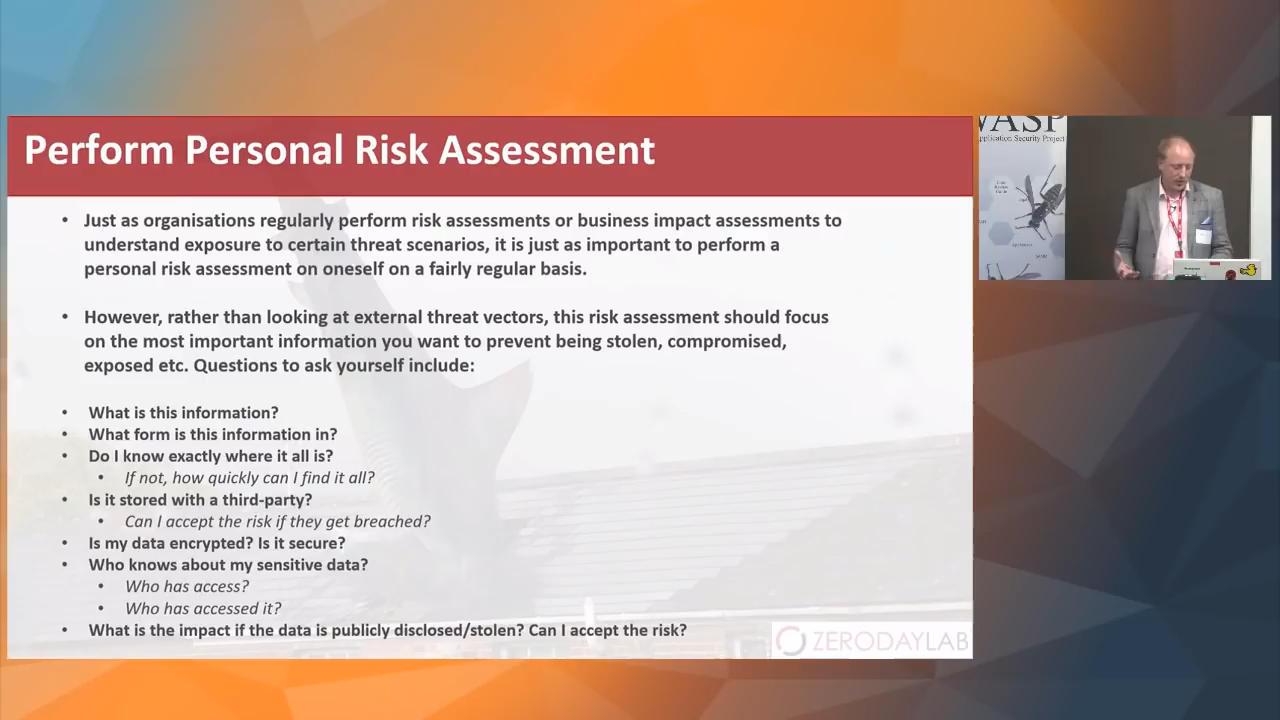 Perform Personal Risk Assessment
• Just as organisations regularly perform risk assessments or business impact assessments to
understand exposure to certain threat scenarios, it is just as important to perform a
personal risk assessment on oneself on a fairly regular basis.
• However, rather than looking at external threat vectors, this risk assessment should focus
on the most important information you want to prevent being stolen, compromised,
exposed etc. Questions to ask yourself include:
• What is this information?
• What form is this information in?
• Do I know exactly where it all is?
• If not, how quickly can I find it all?
• Is it stored with a third-party?
• Can I accept the risk if they get breached?
• Is my data encrypted? Is it secure?
• Who knows about my sensitive data?
• Who has access?
• Who has accessed it?
• What is the impact if the data is publicly disclosed/stolen? Can I accept the risk?
ZERODAYLAB
WASP
pplication Security Project